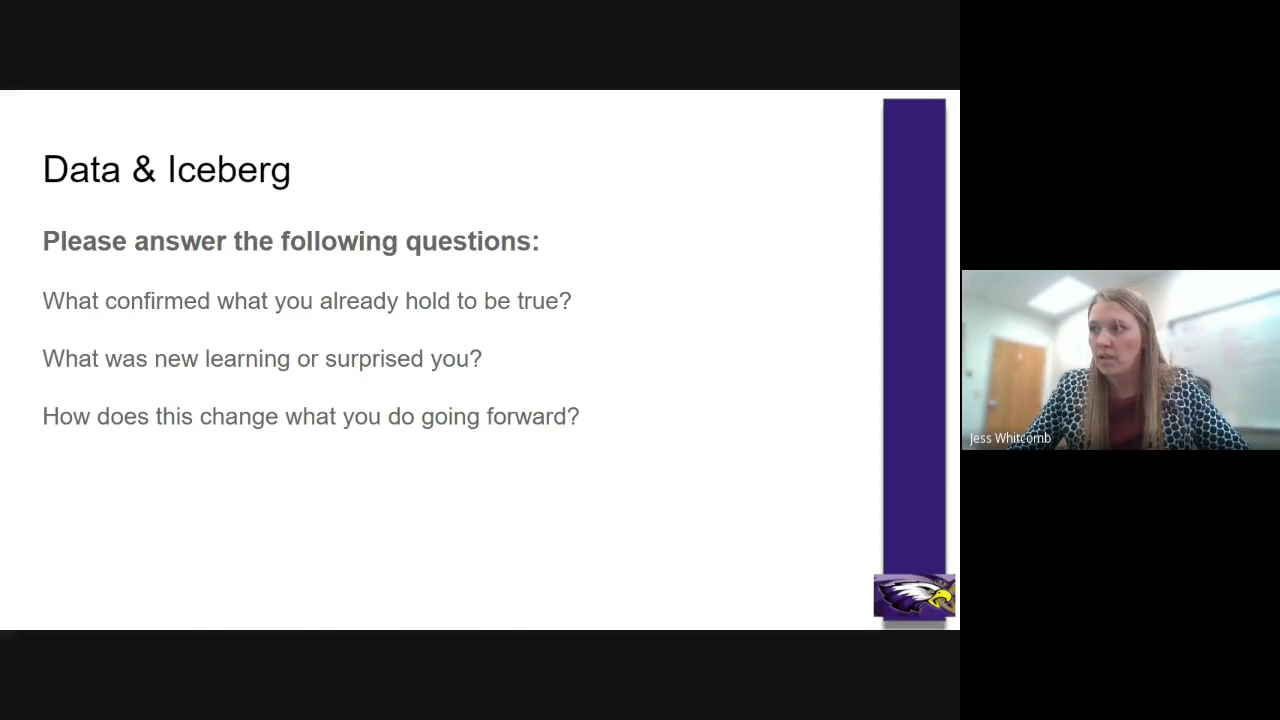 Data & Iceberg
Please answer the following questions:
What confirmed what you already hold to be true?
What was new learning or surprised you?
How does this change what you do going forward?
Jess Whitcomb